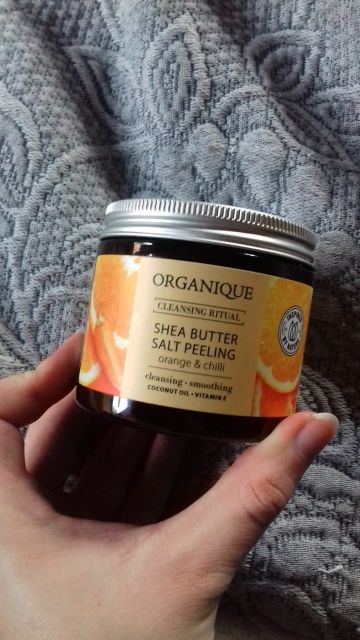 ORGANIQUE
CLEANSING RITUAL
SHEA BUTTER
SALT PEELING
orange & chilli
cleansing • smoothing
COCONUT OIL • VITAMIN E